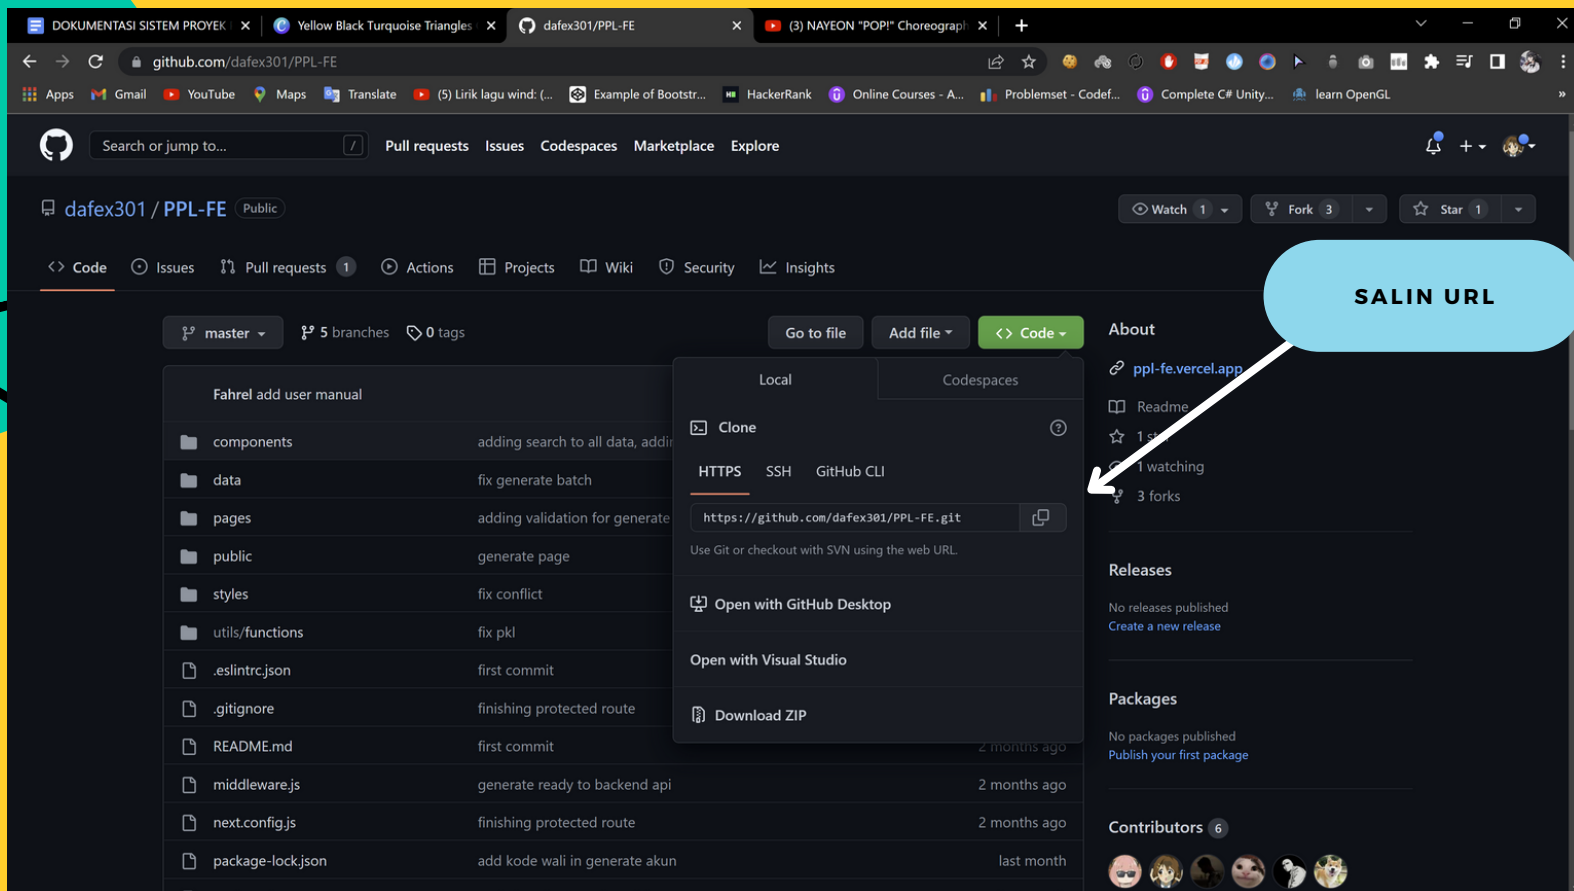 DOKUMENTASI SISTEM PROYEK
Yellow Black Turquoise Triangles
dafex301/PPL-FE
(3) NAYEON "POP!" Choreograph
github.com/dafex301/PPL-FE
Apps Gmail YouTube Maps Translate (5) Lirik lagu wind: (... Example of Bootstr... HackerRank Online Courses - A... Problemset - Codef... Complete C# Unity... learn OpenGL »
Search or jump to... / Pull requests Issues Codespaces Marketplace Explore
dafex301 / PPL-FE Public
Watch 1 Fork 3 Star 1
<> Code Issues Pull requests 1 Actions Projects Wiki Security Insights
SALIN URL
master 5 branches 0 tags Go to file Add file <> Code
About
ppl-fe.vercel.app
Readme
1 watching
3 forks
Releases
No releases published
Create a new release
Packages
No packages published
Publish your first package
Contributors 6
Local Codespaces
Clone
HTTPS SSH GitHub CLI
https://github.com/dafex301/PPL-FE.git
Use Git or checkout with SVN using the web URL.
Open with GitHub Desktop
Open with Visual Studio
Download ZIP
Fahrel add user manual
components adding search to all data, addin
data fix generate batch
pages adding validation for generate
public generate page
styles fix conflict
utils/functions fix pkl
.eslintrc.json first commit
.gitignore finishing protected route
README.md first commit 2 months ago
middleware.js generate ready to backend api 2 months ago
next.config.js finishing protected route 2 months ago
package-lock.json add kode wali in generate akun last month